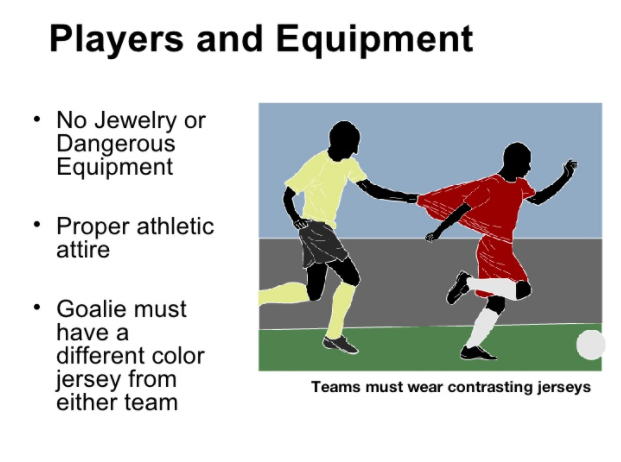 Players and Equipment
• No Jewelry or
Dangerous
Equipment
• Proper athletic
attire
• Goalie must
have a
different color
jersey from
either team
Teams must wear contrasting jerseys